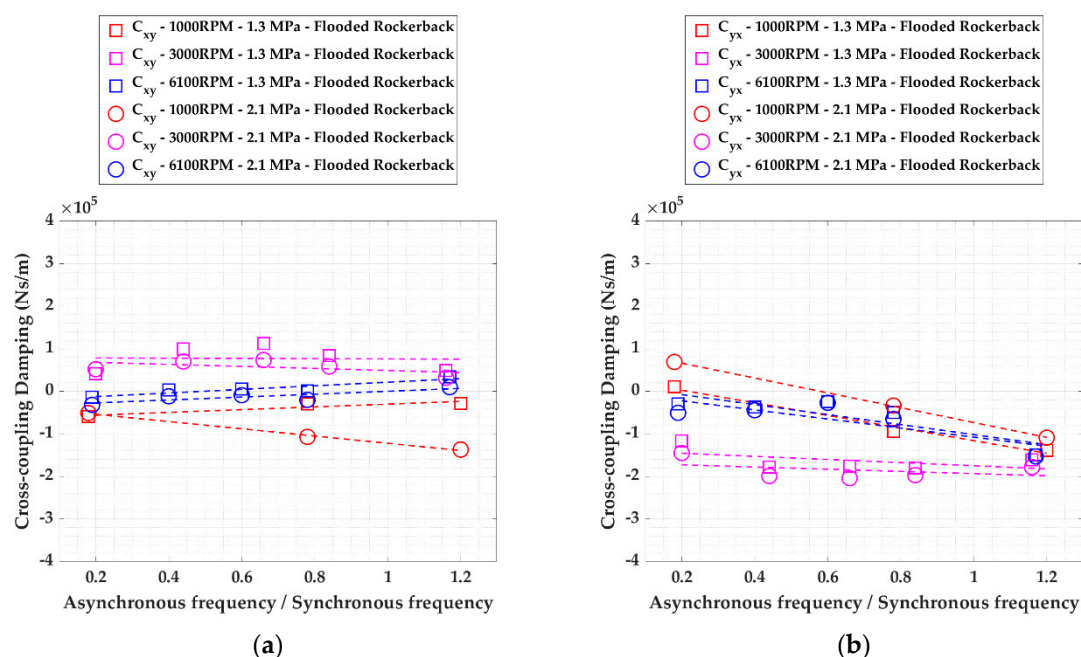 C_xy - 1000RPM - 1.3 MPa - Flooded Rockerback
C_xy - 3000RPM - 1.3 MPa - Flooded Rockerback
C_xy - 6100RPM - 1.3 MPa - Flooded Rockerback
C_xy - 1000RPM - 2.1 MPa - Flooded Rockerback
C_xy - 3000RPM - 2.1 MPa - Flooded Rockerback
C_xy - 6100RPM - 2.1 MPa - Flooded Rockerback
×10^5
4
3
2
1
0
-1
-2
-3
-4
Cross-coupling Damping (Ns/m)
0.2 0.4 0.6 0.8 1 1.2
Asynchronous frequency / Synchronous frequency
(a)
C_yx - 1000RPM - 1.3 MPa - Flooded Rockerback
C_yx - 3000RPM - 1.3 MPa - Flooded Rockerback
C_yx - 6100RPM - 1.3 MPa - Flooded Rockerback
C_yx - 1000RPM - 2.1 MPa - Flooded Rockerback
C_yx - 3000RPM - 2.1 MPa - Flooded Rockerback
C_yx - 6100RPM - 2.1 MPa - Flooded Rockerback
×10^5
4
3
2
1
0
-1
-2
-3
-4
Cross-coupling Damping (Ns/m)
0.2 0.4 0.6 0.8 1 1.2
Asynchronous frequency / Synchronous frequency
(b)